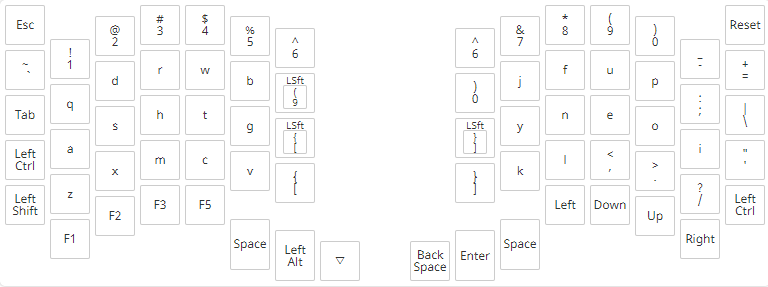 Esc
!
1
@
2
#
3
$
4
%
5
^
6
^
6
&
7
*
8
(
9
)
0
_
-
Reset
~
`
q
d
r
w
b
LSft
(
9
)
0
j
f
u
p
:
;
+
=
Tab
a
s
h
t
g
LSft
{
[
LSft
}
]
y
n
e
o
i
|
\
Left
Ctrl
z
x
m
c
v
{
[
}
]
k
l
<
,
>
.
?
/
"
'
Left
Shift
F1
F2
F3
F5
Left
Down
Up
Right
Left
Ctrl
Space
Left
Alt
▽
Back
Space
Enter
Space